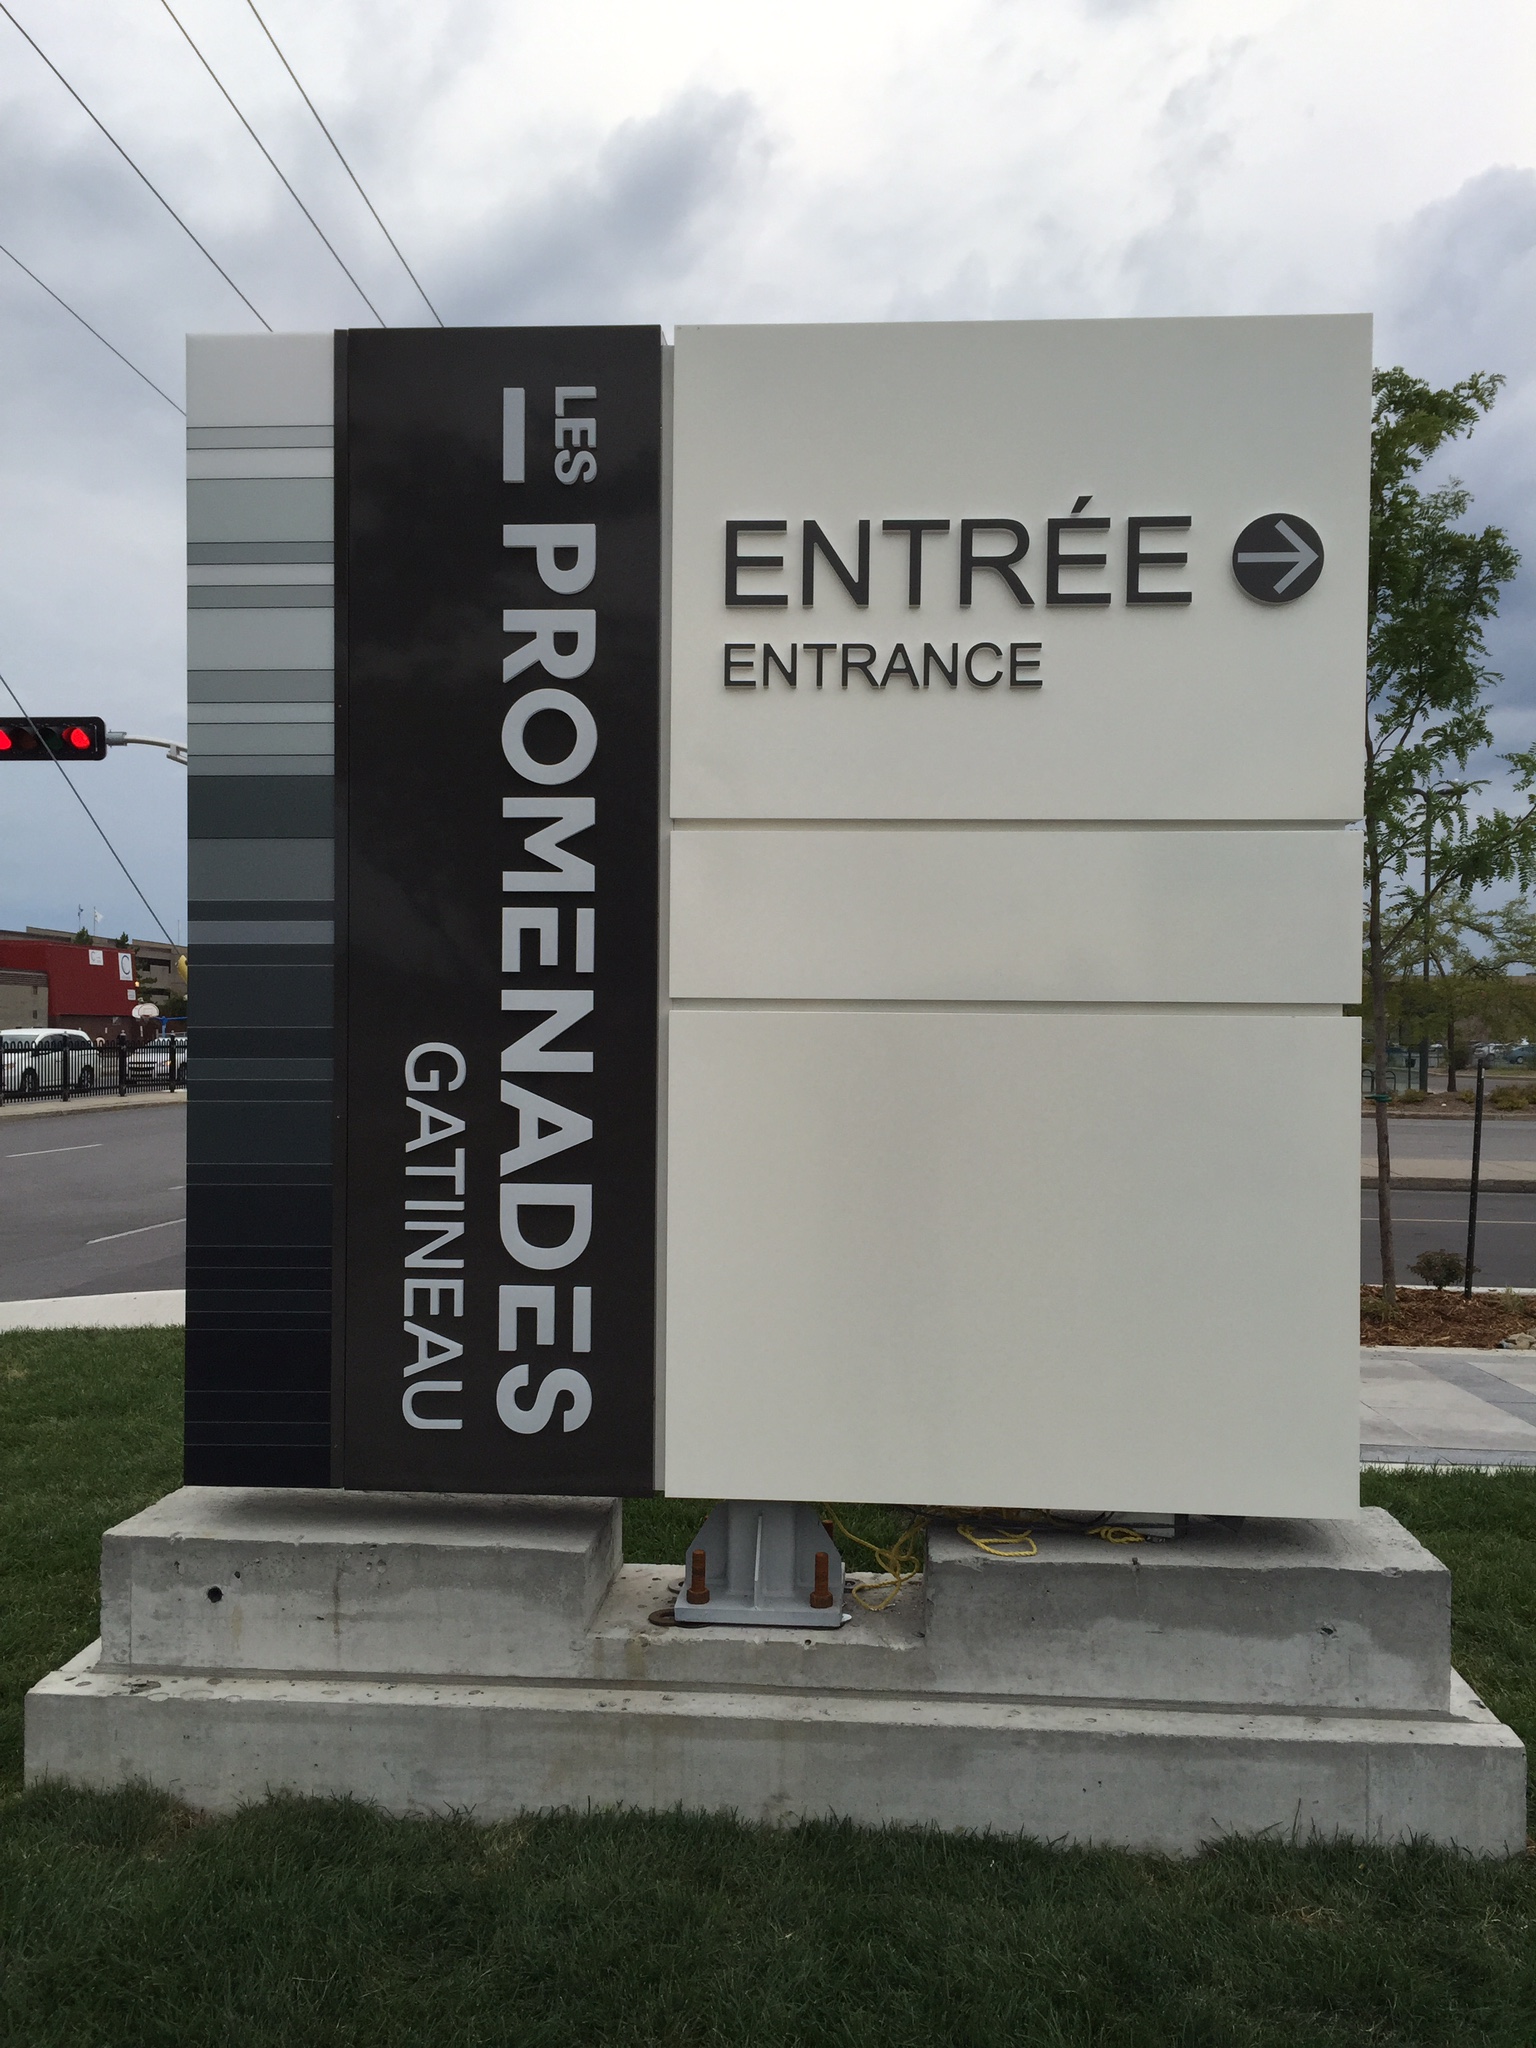 LES
PROMENADES
GATINEAU
ENTRÉE
ENTRANCE
C